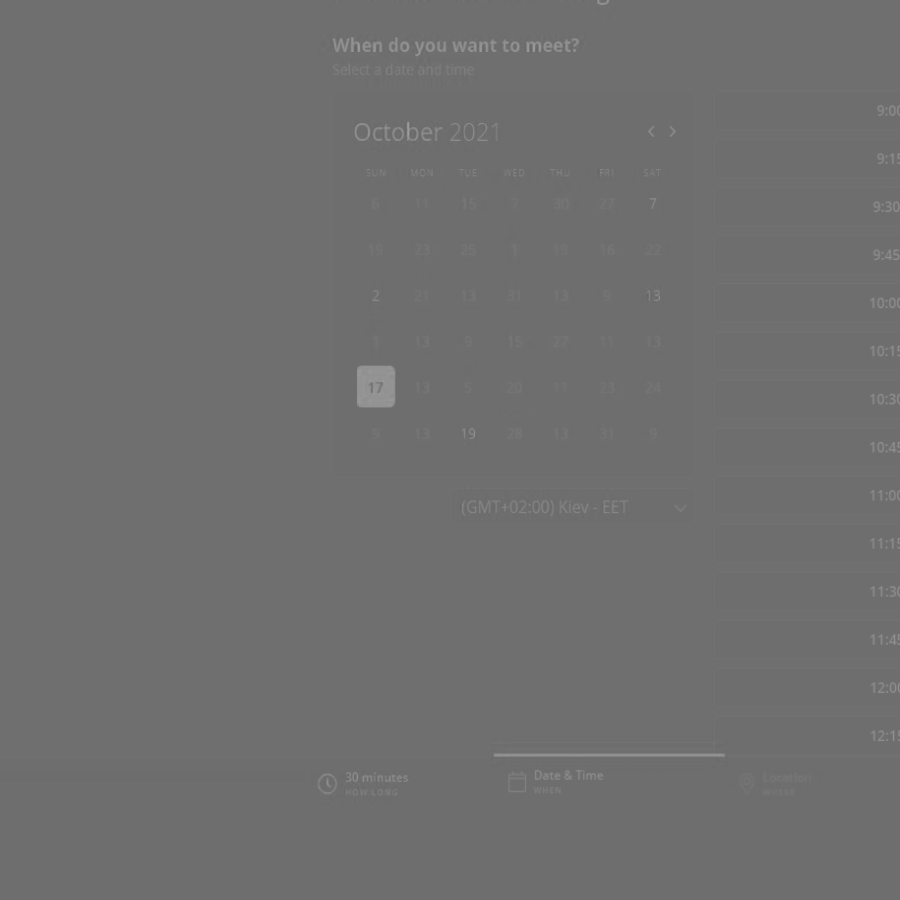 When do you want to meet?
Select a date and time
October 2021
SUN MON TUE WED THU FRI SAT
6 11 15 7 30 27 7
19 23 25 1 19 16 22
2 21 13 31 13 9 13
1 13 9 15 27 11 13
17 13 20 11 23 24
13 19 28 13 31 9
(GMT+02:00) Kiev - EET
9:00
9:15
9:30
9:45
10:00
10:15
10:30
10:45
11:00
11:15
11:30
11:45
12:00
12:15
30 minutes
HOW LONG
Date & Time
WHEN
Location
WHERE